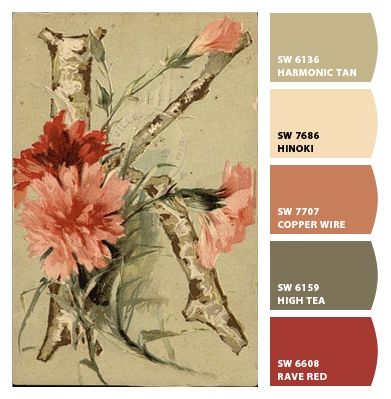 SW 6136
HARMONIC TAN
SW 7686
HINOKI
SW 7707
COPPER WIRE
SW 6159
HIGH TEA
SW 6608
RAVE RED